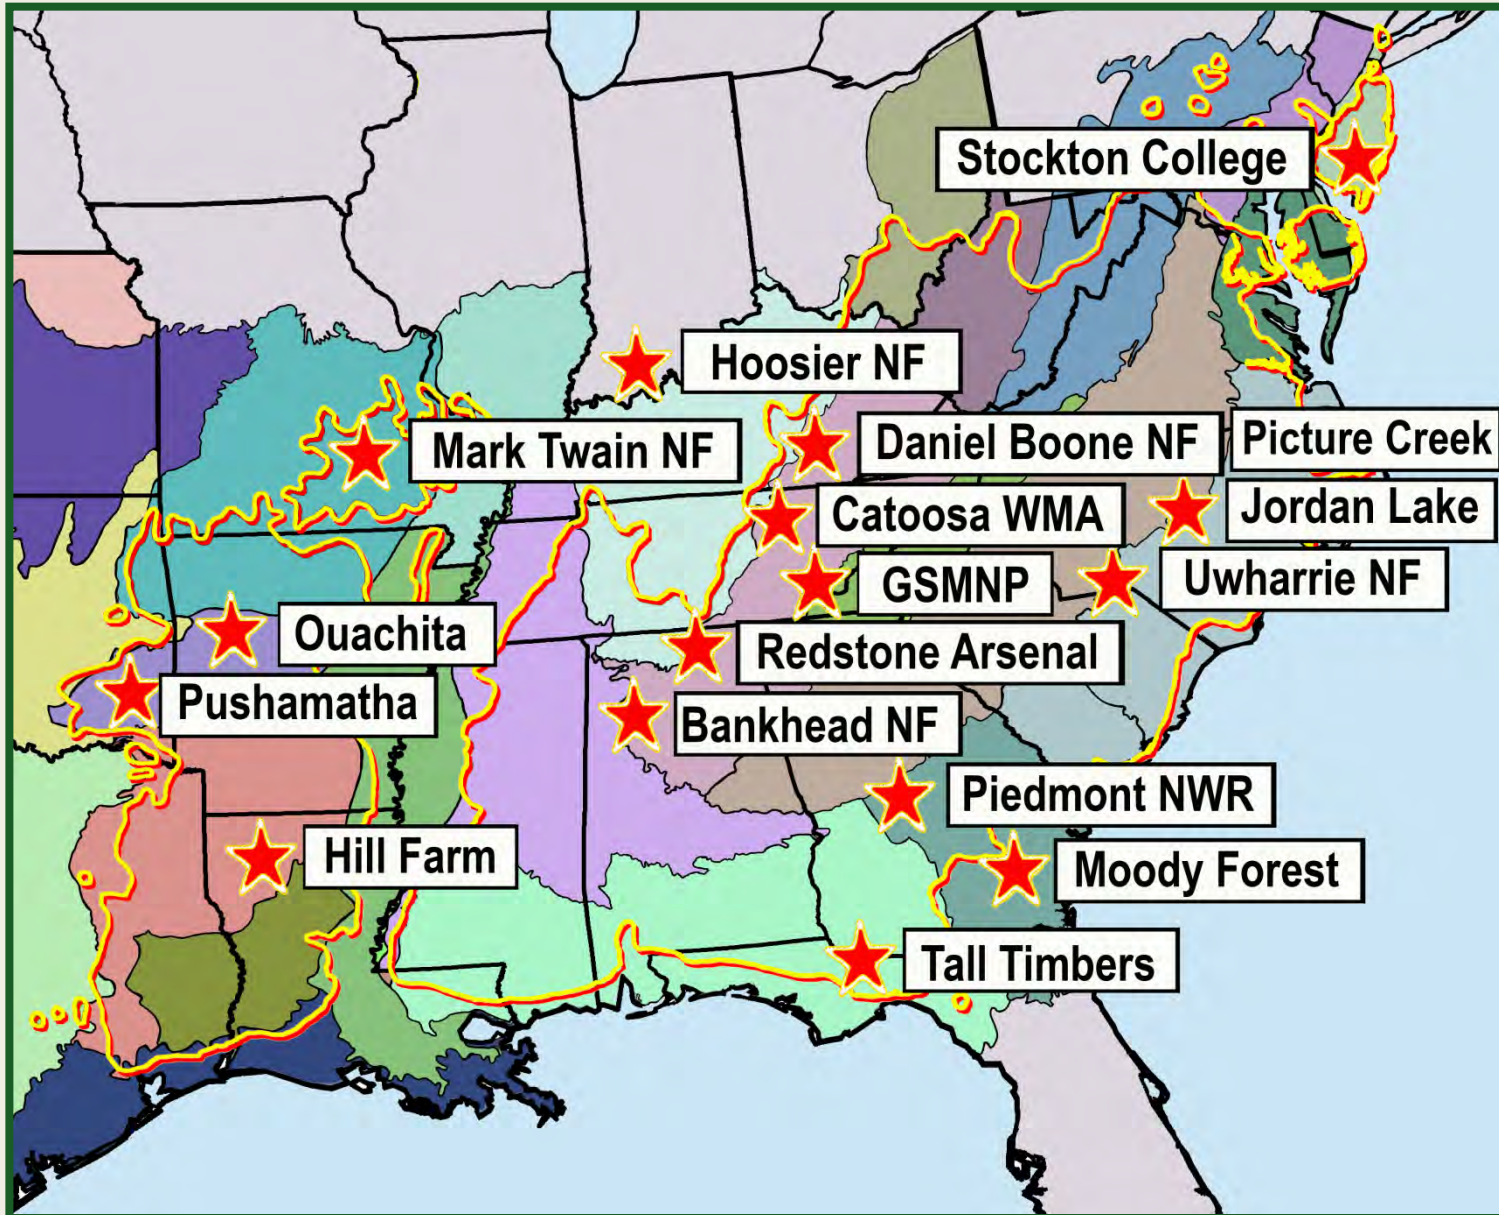 Stockton College
Hoosier NF
Mark Twain NF
Daniel Boone NF
Picture Creek
Catoosa WMA
Jordan Lake
GSMNP
Uwharrie NF
Ouachita
Redstone Arsenal
Pushamatha
Bankhead NF
Piedmont NWR
Hill Farm
Moody Forest
Tall Timbers